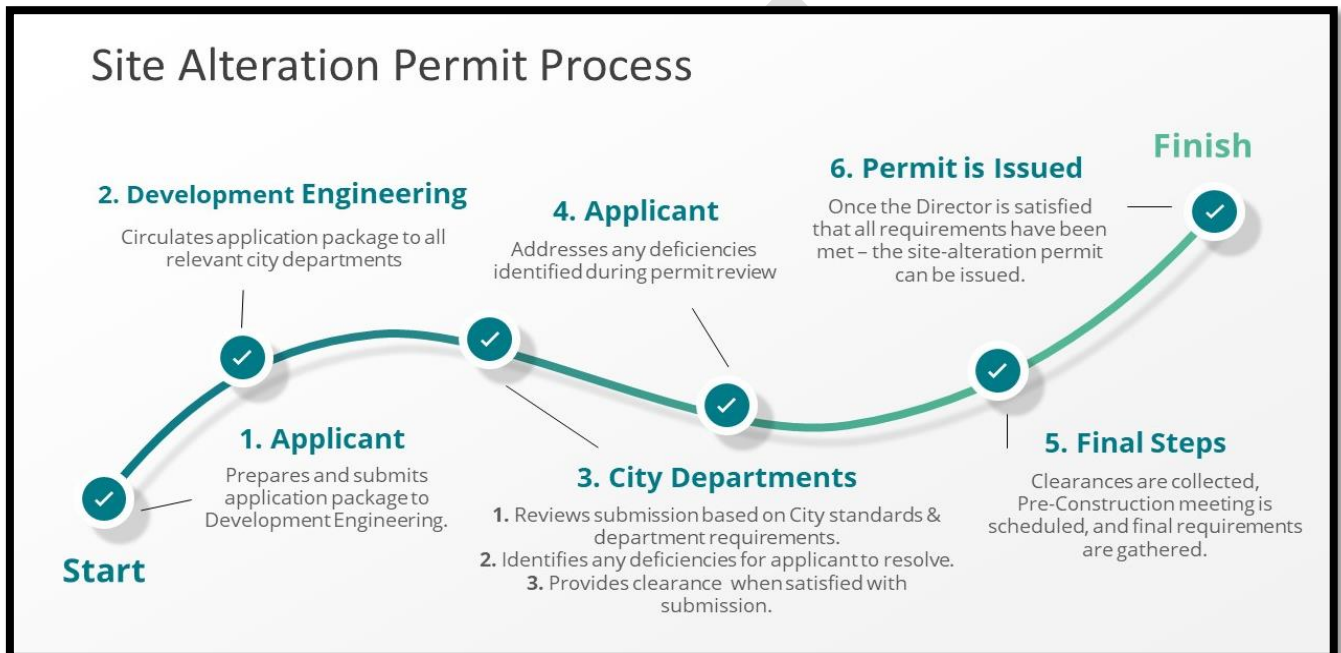 Site Alteration Permit Process
Start
1. Applicant
Prepares and submits
application package to
Development Engineering.
2. Development Engineering
Circulates application package to all
relevant city departments
3. City Departments
1. Reviews submission based on City standards &
department requirements.
2. Identifies any deficiencies for applicant to resolve.
3. Provides clearance when satisfied with
submission.
4. Applicant
Addresses any deficiencies
identified during permit review
5. Final Steps
Clearances are collected,
Pre-Construction meeting is
scheduled, and final requirements
are gathered.
6. Permit is Issued
Once the Director is satisfied
that all requirements have been
met – the site-alteration permit
can be issued.
Finish